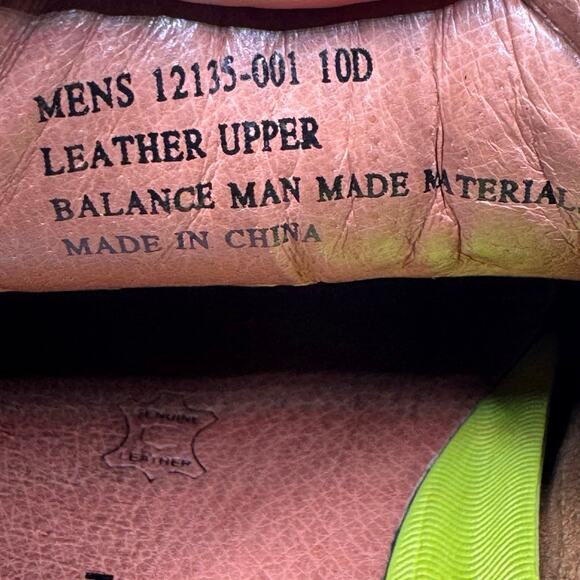 MENS 12135-001 10D
LEATHER UPPER
BALANCE MAN MADE MATERIAL
MADE IN CHINA
GENUINE
LEATHER